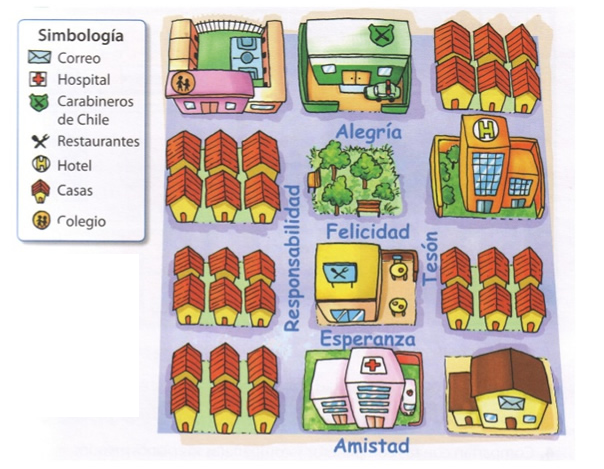 Simbología
Correo
Hospital
Carabineros
de Chile
Restaurantes
H Hotel
Casas
Colegio
Alegría
H
Responsabilidad
Felicidad
Tesón
Esperanza
Amistad